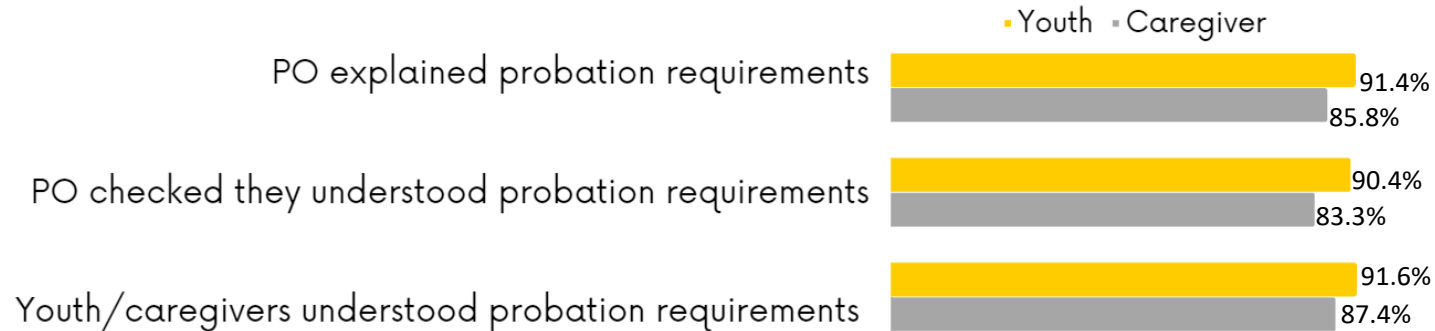 Youth Caregiver
PO explained probation requirements
91.4%
85.8%
PO checked they understood probation requirements
90.4%
83.3%
Youth/caregivers understood probation requirements
91.6%
87.4%